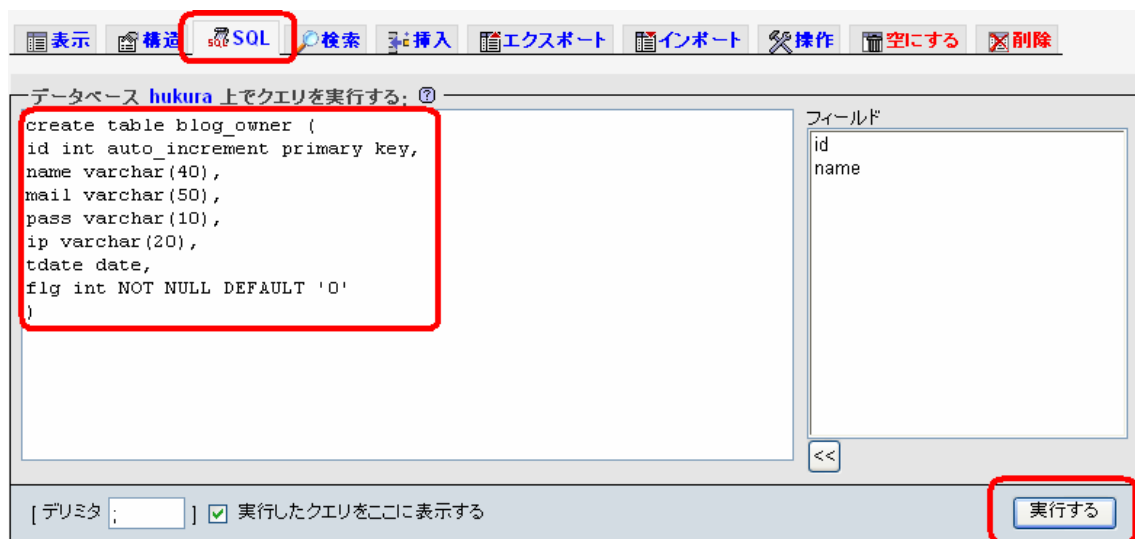 表示 構造 SQL 検索 挿入 エクスポート インポート 操作 空にする 削除
データベース hukura 上でクエリを実行する:
create table blog_owner (
id int auto_increment primary key,
name varchar(40),
mail varchar(50),
pass varchar(10),
ip varchar(20),
tdate date,
flg int NOT NULL DEFAULT '0'
)
フィールド
id
name
<<
[ デリミタ ; ] 実行したクエリをここに表示する
実行する